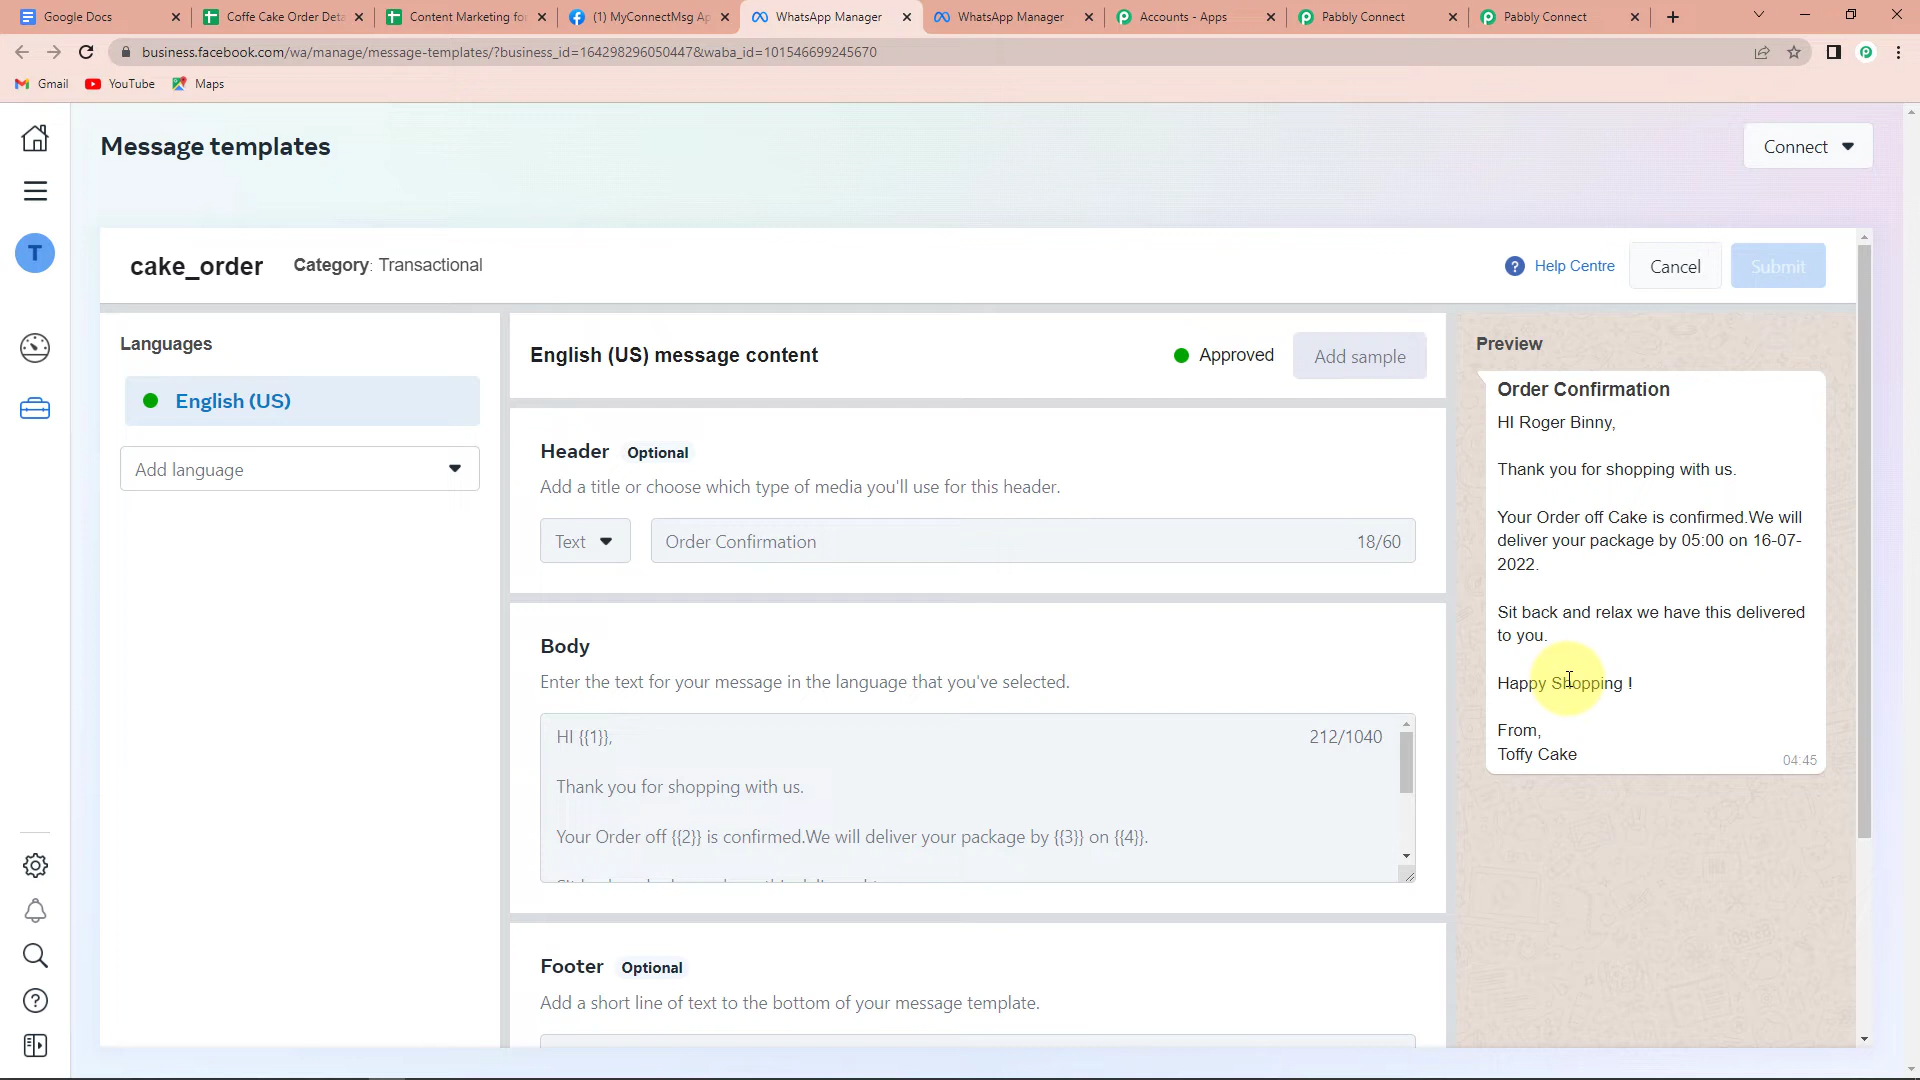 Google Docs
Coffe Cake Order Deta
Content Marketing fo
(1) MyConnectMsg Ap
WhatsApp Manager
WhatsApp Manager
Accounts - Apps
Pabbly Connect
Pabbly Connect
business.facebook.com/wa/manage/message-templates/?business_id=164298296050447&waba_id=101546699245670
Gmail
YouTube
Maps
Message templates
Connect
T
cake_order
Category: Transactional
Help Centre
Cancel
Submit
Languages
English (US)
Add language
English (US) message content
Approved
Add sample
Header Optional
Add a title or choose which type of media you'll use for this header.
Text
Order Confirmation
18/60
Body
Enter the text for your message in the language that you've selected.
HI {{1}},
212/1040
Thank you for shopping with us.
Your Order off {{2}} is confirmed.We will deliver your package by {{3}} on {{4}}.
Footer Optional
Add a short line of text to the bottom of your message template.
Preview
Order Confirmation
HI Roger Binny,
Thank you for shopping with us.
Your Order off Cake is confirmed.We will
deliver your package by 05:00 on 16-07-
2022.
Sit back and relax we have this delivered
to you.
Happy Shopping !
From,
Toffy Cake
04:45